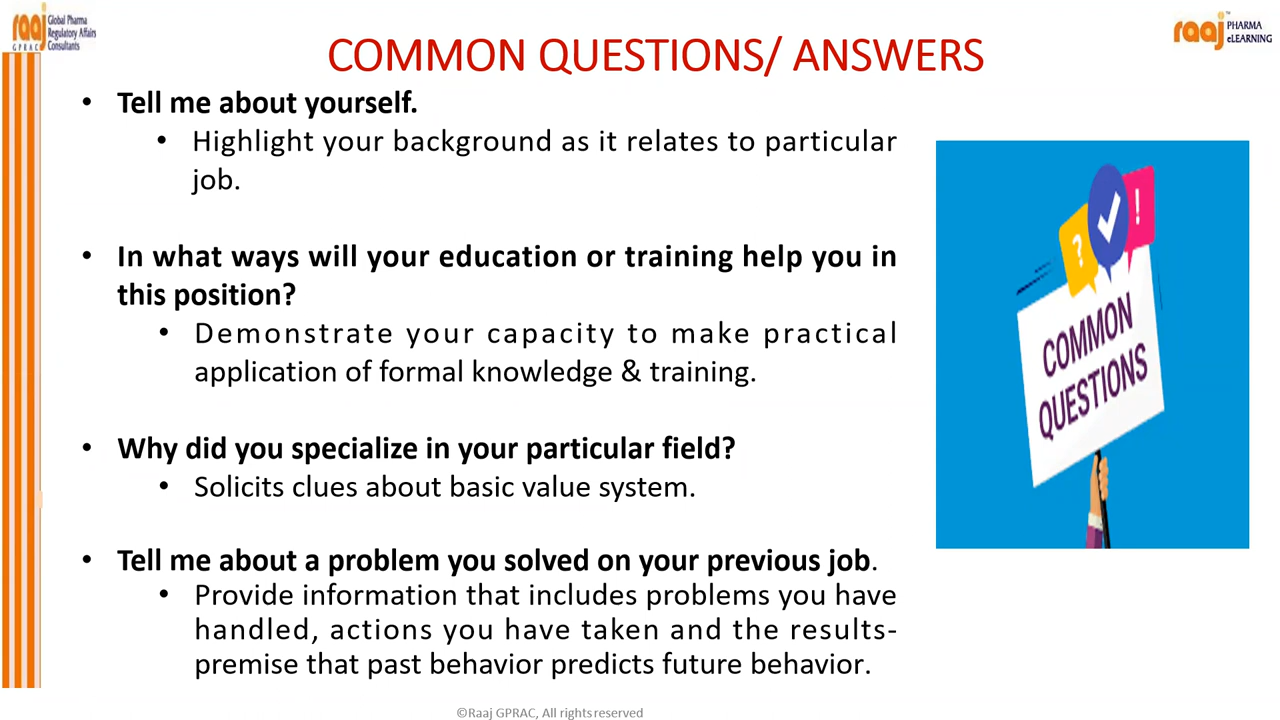 raaj
GPRAC
Global Pharma
Regulatory Affairs
Consultants
raaj
™
PHARMA
eLEARNING
COMMON QUESTIONS/ ANSWERS
• Tell me about yourself.
• Highlight your background as it relates to particular
job.
• In what ways will your education or training help you in
this position?
• Demonstrate your capacity to make practical
application of formal knowledge & training.
• Why did you specialize in your particular field?
• Solicits clues about basic value system.
• Tell me about a problem you solved on your previous job.
• Provide information that includes problems you have
handled, actions you have taken and the results-
premise that past behavior predicts future behavior.
?
!
COMMON
QUESTIONS
©Raaj GPRAC, All rights reserved